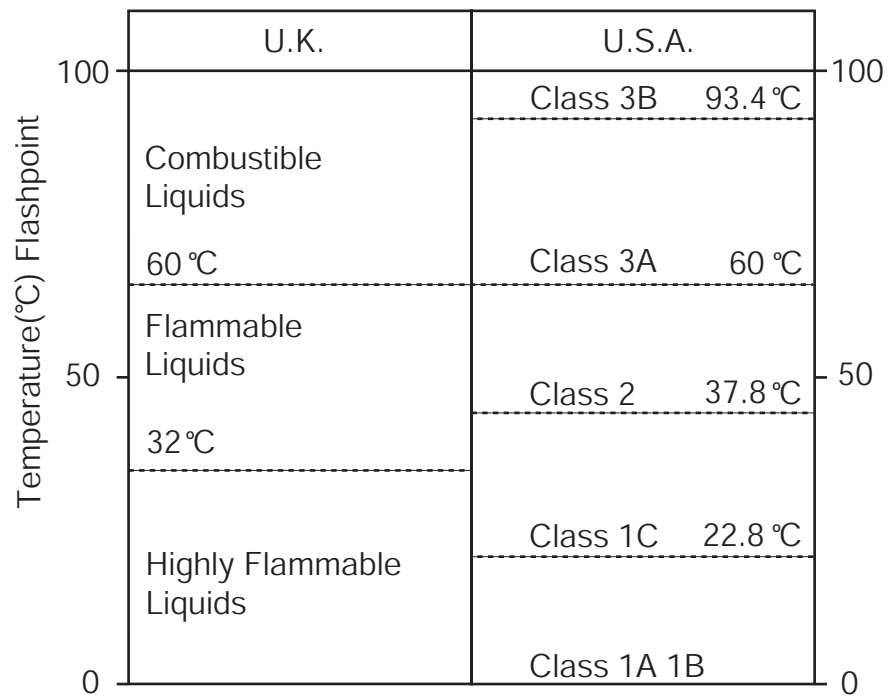 U.K. U.S.A.
100 100
Class 3B 93.4 °C
Combustible
Liquids
60 °C Class 3A 60 °C
Flammable
Liquids
50 50
Class 2 37.8 °C
32 °C
Class 1C 22.8 °C
Highly Flammable
Liquids
Class 1A 1B
0 0
Temperature(°C) Flashpoint